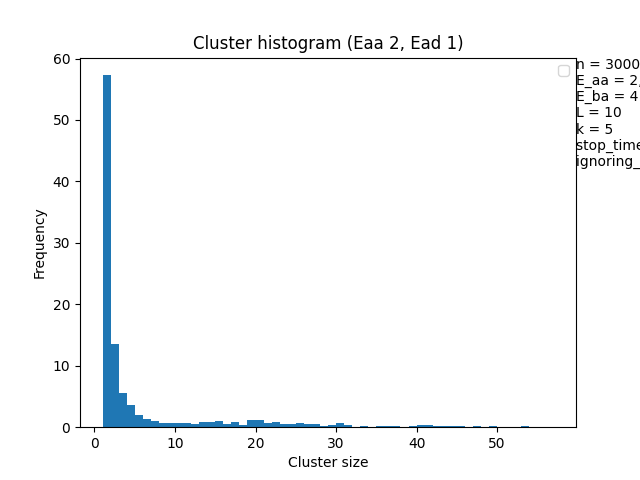 Cluster histogram (Eaa 2, Ead 1)
n = 3000
E_aa = 2,
E_ba = 4
L = 10
k = 5
stop_time
ignoring_
60
50
40
30
20
10
0
Frequency
0 10 20 30 40 50
Cluster size